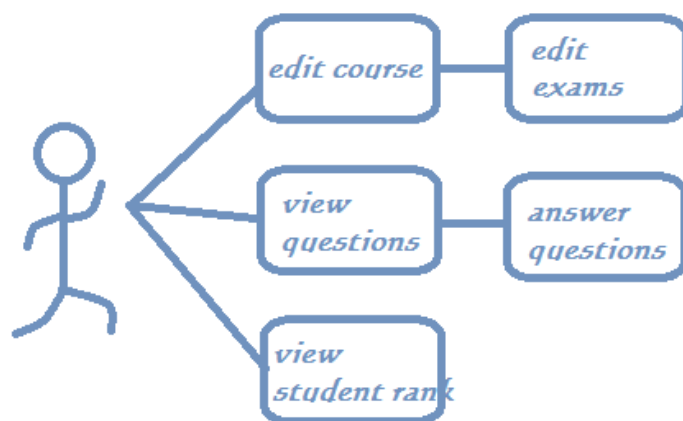 edit course
edit
exams
view
questions
answer
questions
view
student rank